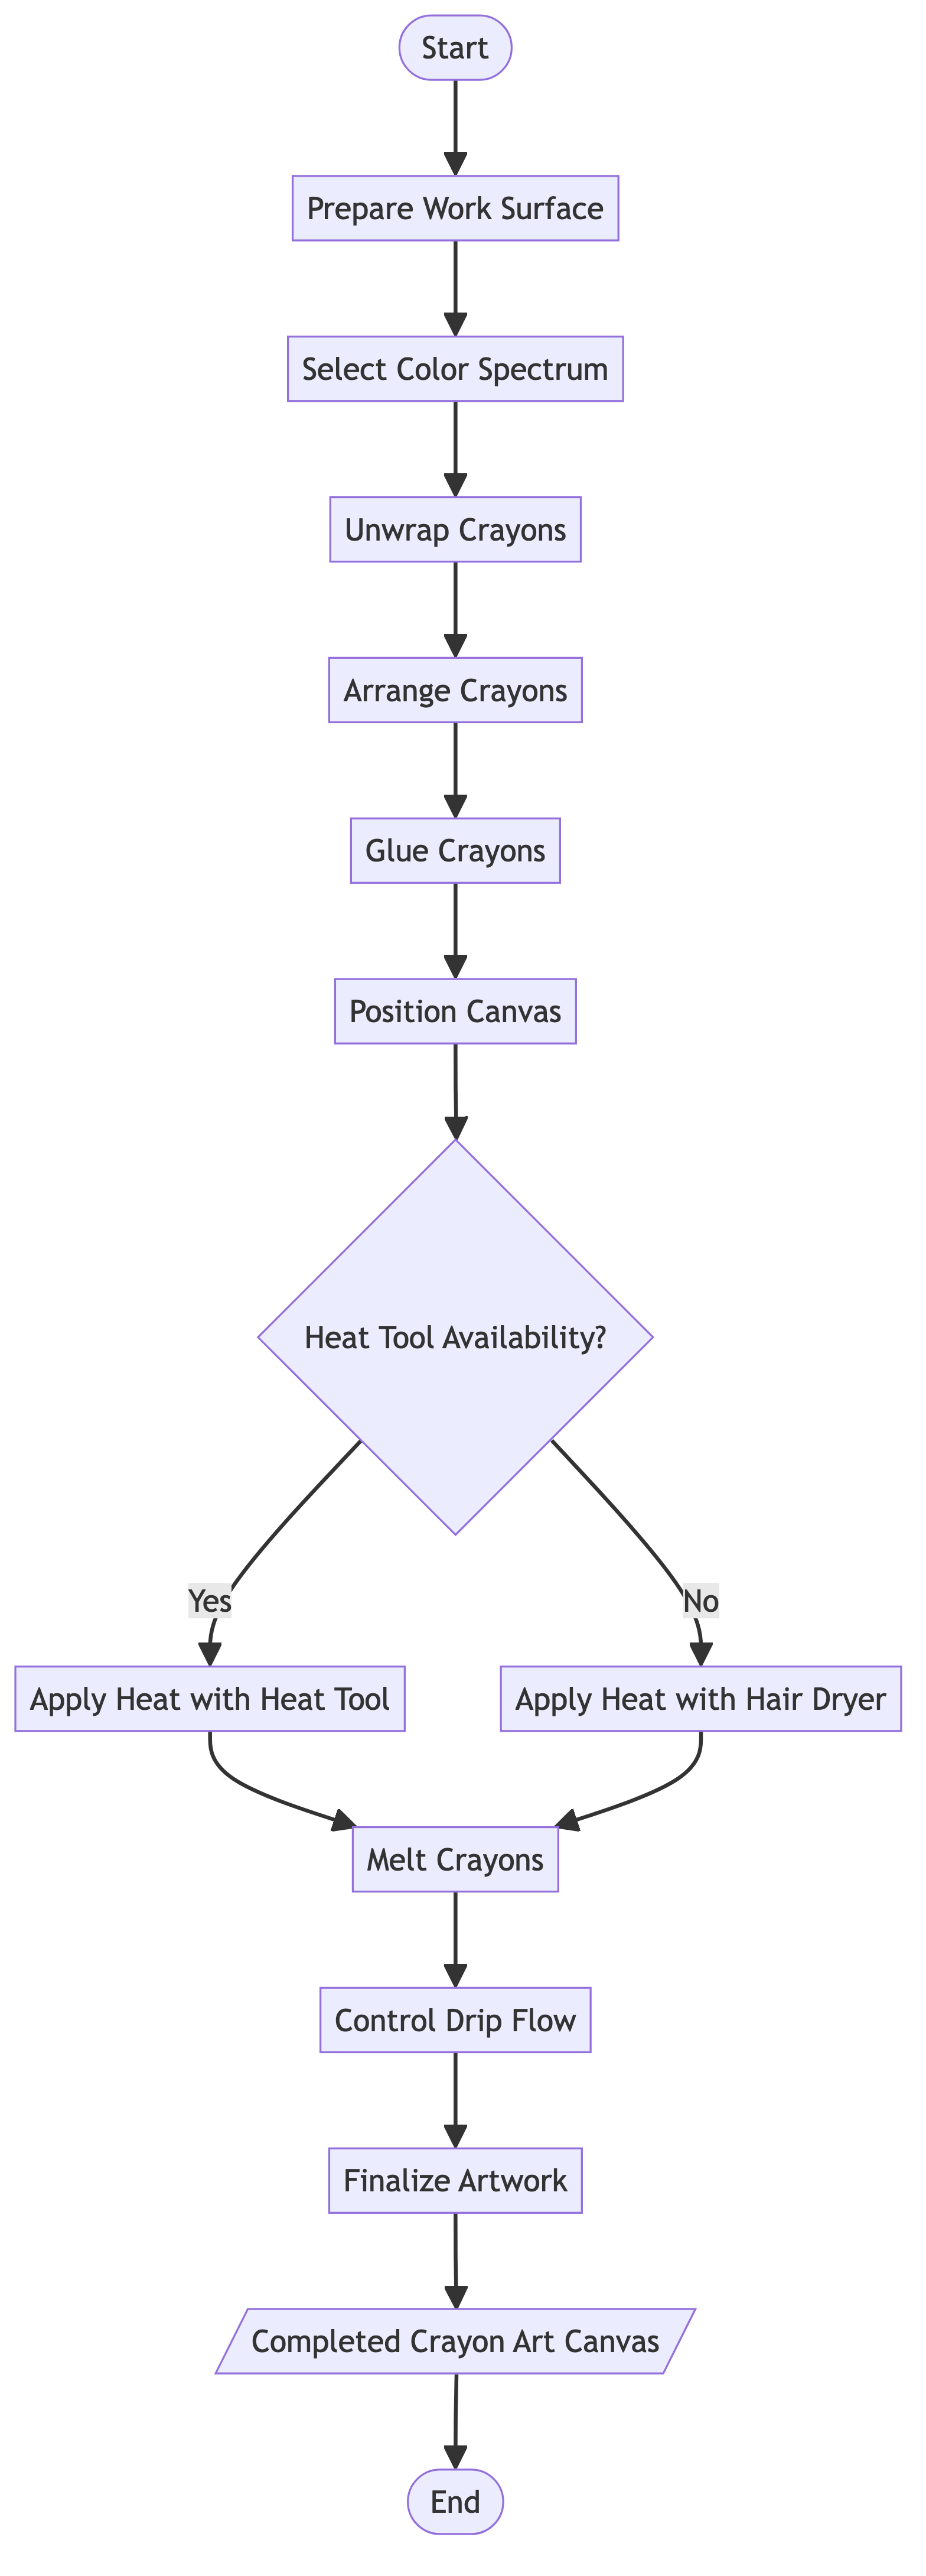 Start
Prepare Work Surface
Select Color Spectrum
Unwrap Crayons
Arrange Crayons
Glue Crayons
Position Canvas
Heat Tool Availability?
Yes
No
Apply Heat with Heat Tool
Apply Heat with Hair Dryer
Melt Crayons
Control Drip Flow
Finalize Artwork
Completed Crayon Art Canvas
End